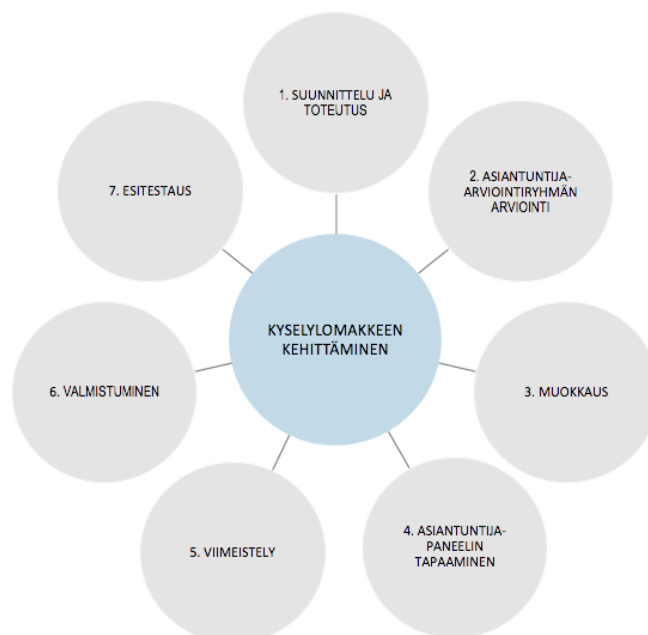 1. SUUNNITTELU JA
TOTEUTUS
2. ASIANTUNTIJA-
ARVIOINTIRYHMÄN
ARVIOINTI
3. MUOKKAUS
4. ASIANTUNTIJA-
PANEELIN
TAPAAMINEN
5. VIIMEISTELY
6. VALMISTUMINEN
7. ESITESTAUS
KYSELYLOMAKKEEN
KEHITTÄMINEN